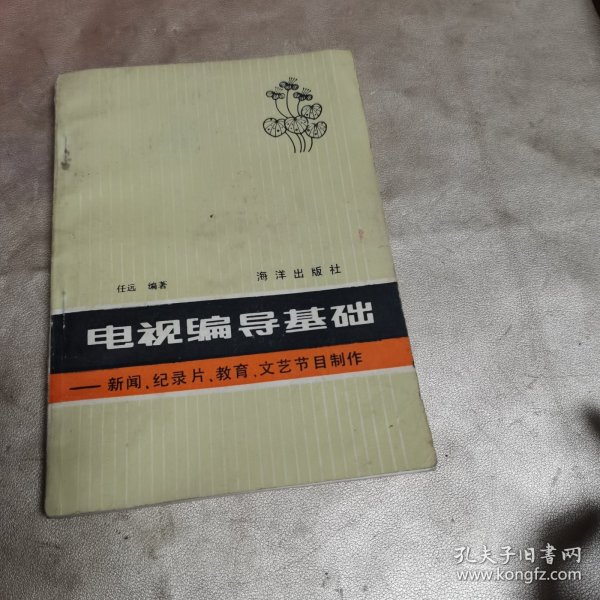 任远 编著
海洋出版社
电视编导基础
——新闻、纪录片、教育、文艺节目制作
孔夫子旧书网
www.kongfz.com